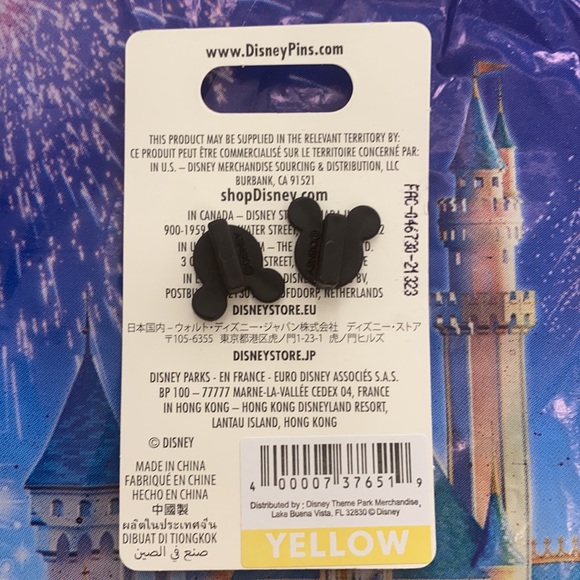 www.DisneyPins.com
THIS PRODUCT MAY BE SUPPLIED IN THE RELEVANT TERRITORY BY:
CE PRODUIT PEUT ÊTRE COMMERCIALISÉ SUR LE TERRITOIRE CONCERNÉ PAR:
IN U.S. – DISNEY MERCHANDISE SOURCING & DISTRIBUTION, LLC
BURBANK, CA 91521
shopDisney.com
IN CANADA – DISNEY
900-1959 WATER STREET
IN – THE
NETHERLANDS
DISNEYSTORE.EU
日本国内 – ウォルト・ディズニー・ジャパン株式会社 ディズニー・ストア
〒105-6355 東京都港区虎ノ門1-23-1 虎ノ門ヒルズ
DISNEYSTORE.JP
DISNEY PARKS - EN FRANCE - EURO DISNEY ASSOCIÉS S.A.S.
BP 100 – 77777 MARNE-LA-VALLÉE CEDEX 04, FRANCE
IN HONG KONG – HONG KONG DISNEYLAND RESORT,
LANTAU ISLAND, HONG KONG
© DISNEY
MADE IN CHINA
FABRIQUÉ EN CHINE
HECHO EN CHINA
中國製
ผลิตในประเทศจีน
DIBUAT DI TIONGKOK
صنع في الصين
FAC-046730-21323
4 00007 37651 9
Distributed by : Disney Theme Park Merchandise,
Lake Buena Vista, FL 32830 © Disney
YELLOW